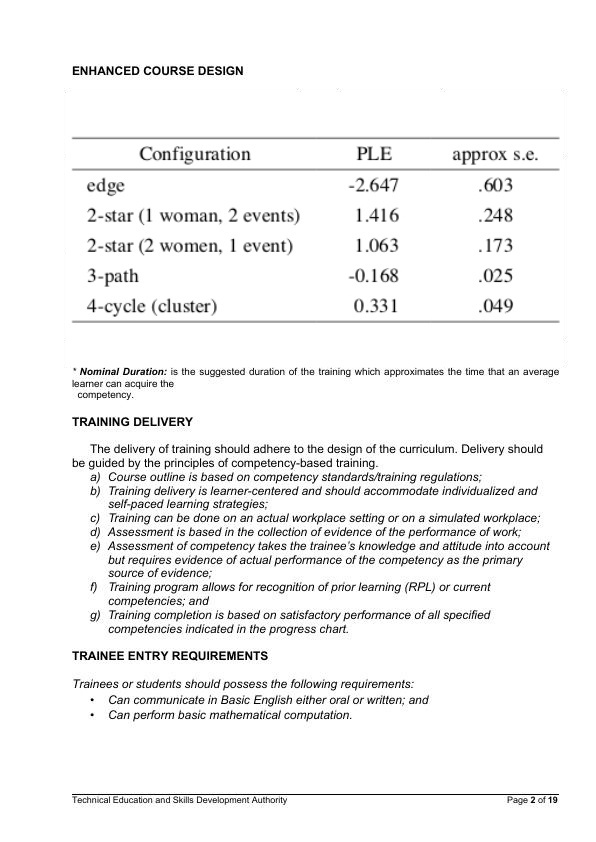 ENHANCED COURSE DESIGN
Configuration PLE approx s.e.
edge -2.647 .603
2-star (1 woman, 2 events) 1.416 .248
2-star (2 women, 1 event) 1.063 .173
3-path -0.168 .025
4-cycle (cluster) 0.331 .049
* Nominal Duration: is the suggested duration of the training which approximates the time that an average
learner can acquire the
competency.
TRAINING DELIVERY
The delivery of training should adhere to the design of the curriculum. Delivery should
be guided by the principles of competency-based training.
a) Course outline is based on competency standards/training regulations;
b) Training delivery is learner-centered and should accommodate individualized and
self-paced learning strategies;
c) Training can be done on an actual workplace setting or on a simulated workplace;
d) Assessment is based in the collection of evidence of the performance of work;
e) Assessment of competency takes the trainee's knowledge and attitude into account
but requires evidence of actual performance of the competency as the primary
source of evidence;
f) Training program allows for recognition of prior learning (RPL) or current
competencies; and
g) Training completion is based on satisfactory performance of all specified
competencies indicated in the progress chart.
TRAINEE ENTRY REQUIREMENTS
Trainees or students should possess the following requirements:
• Can communicate in Basic English either oral or written; and
• Can perform basic mathematical computation.
Technical Education and Skills Development Authority Page 2 of 19